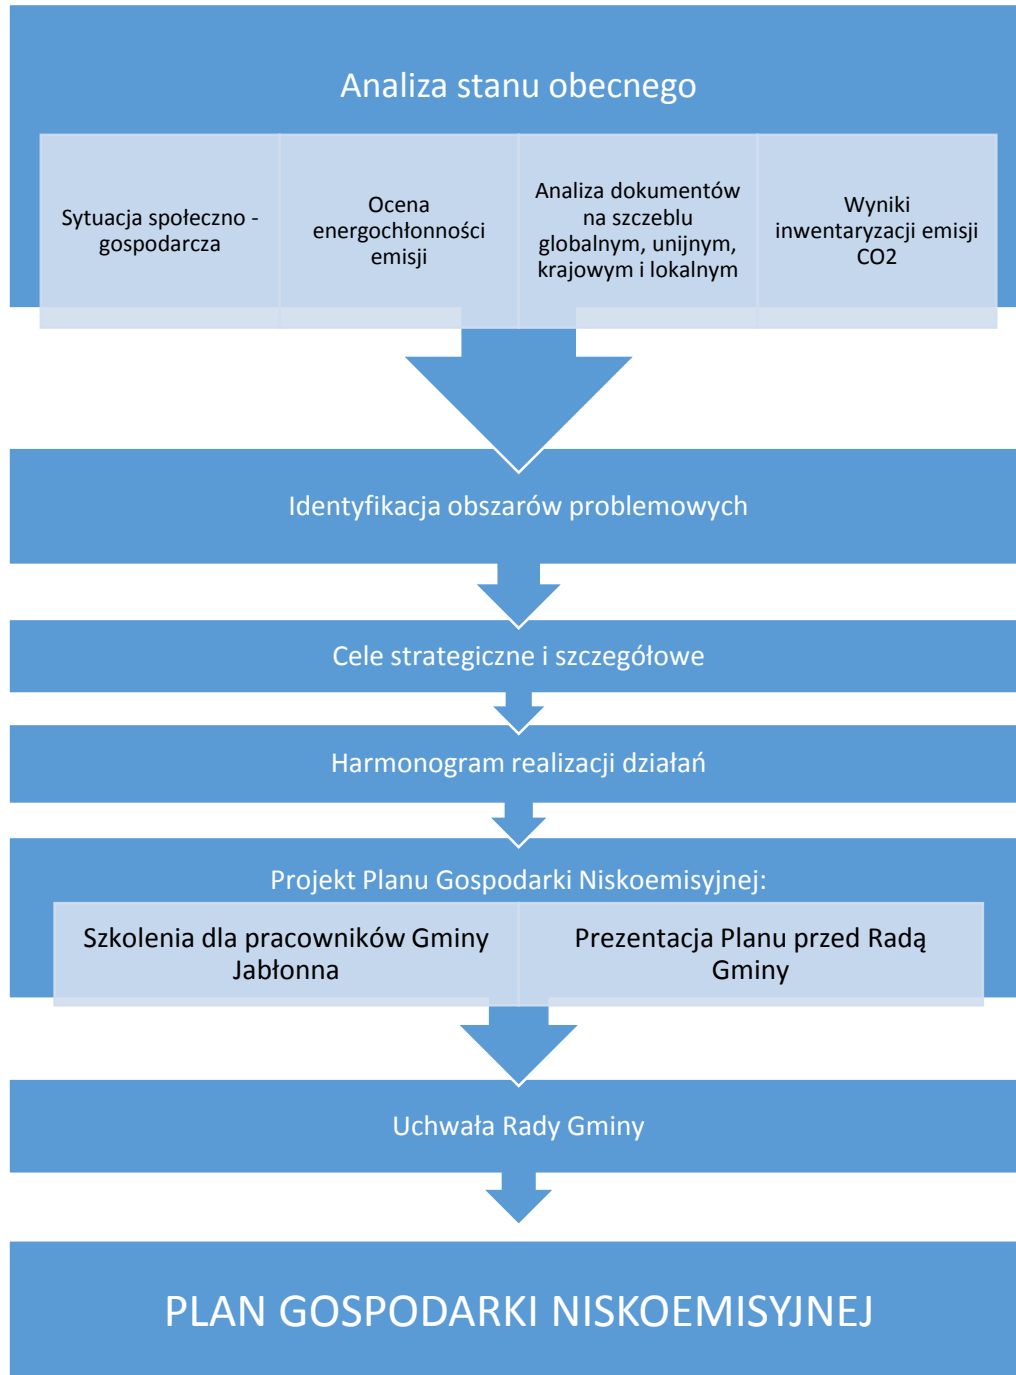 Analiza stanu obecnego
Sytuacja społeczno -
gospodarcza
Ocena
energochłonności
emisji
Analiza dokumentów
na szczeblu
globalnym, unijnym,
krajowym i lokalnym
Wyniki
inwentaryzacji emisji
CO2
Identyfikacja obszarów problemowych
Cele strategiczne i szczegółowe
Harmonogram realizacji działań
Projekt Planu Gospodarki Niskoemisyjnej:
Szkolenia dla pracowników Gminy
Jabłonna
Prezentacja Planu przed Radą
Gminy
Uchwała Rady Gminy
PLAN GOSPODARKI NISKOEMISYJNEJ